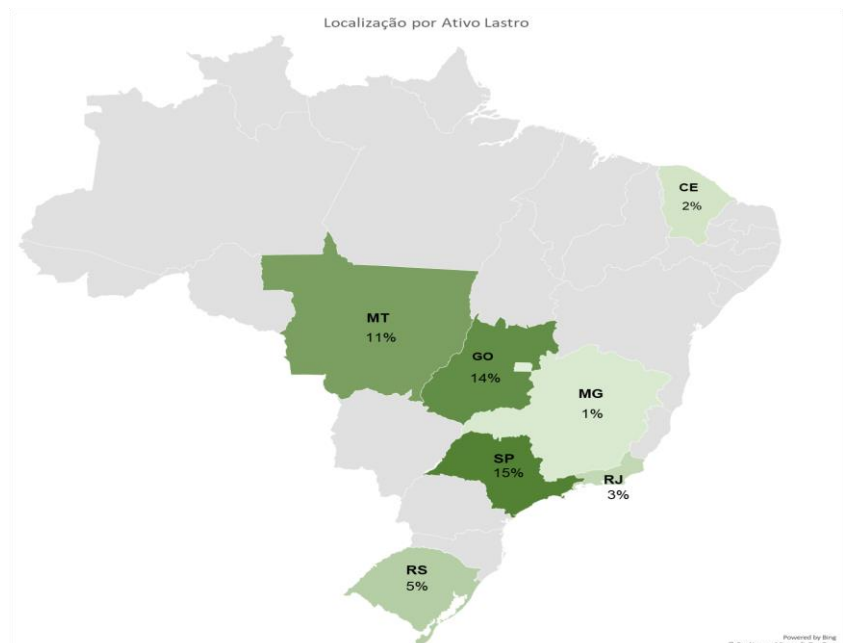 Localização por Ativo Lastro
CE
2%
MT
11%
GO
14%
MG
1%
SP
15%
RJ
3%
RS
5%
Powered by Bing